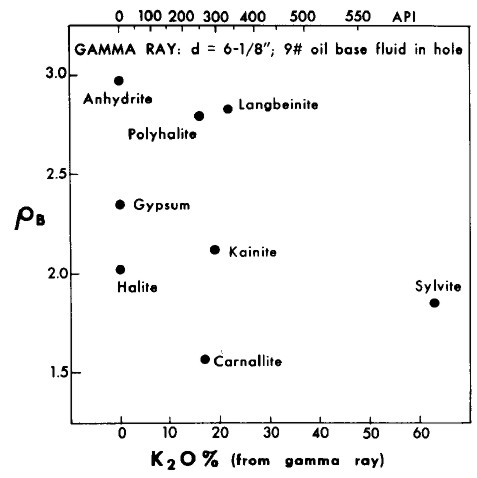 0 100 200 300 400 500 550 API
GAMMA RAY: d = 6-1/8"; 9# oil base fluid in hole
3.0
Anhydrite
Langbeinite
Polyhalite
2.5
Gypsum
ρB
Kainite
2.0
Halite
Sylvite
1.5
Carnallite
0 10 20 30 40 50 60
K2O% (from gamma ray)